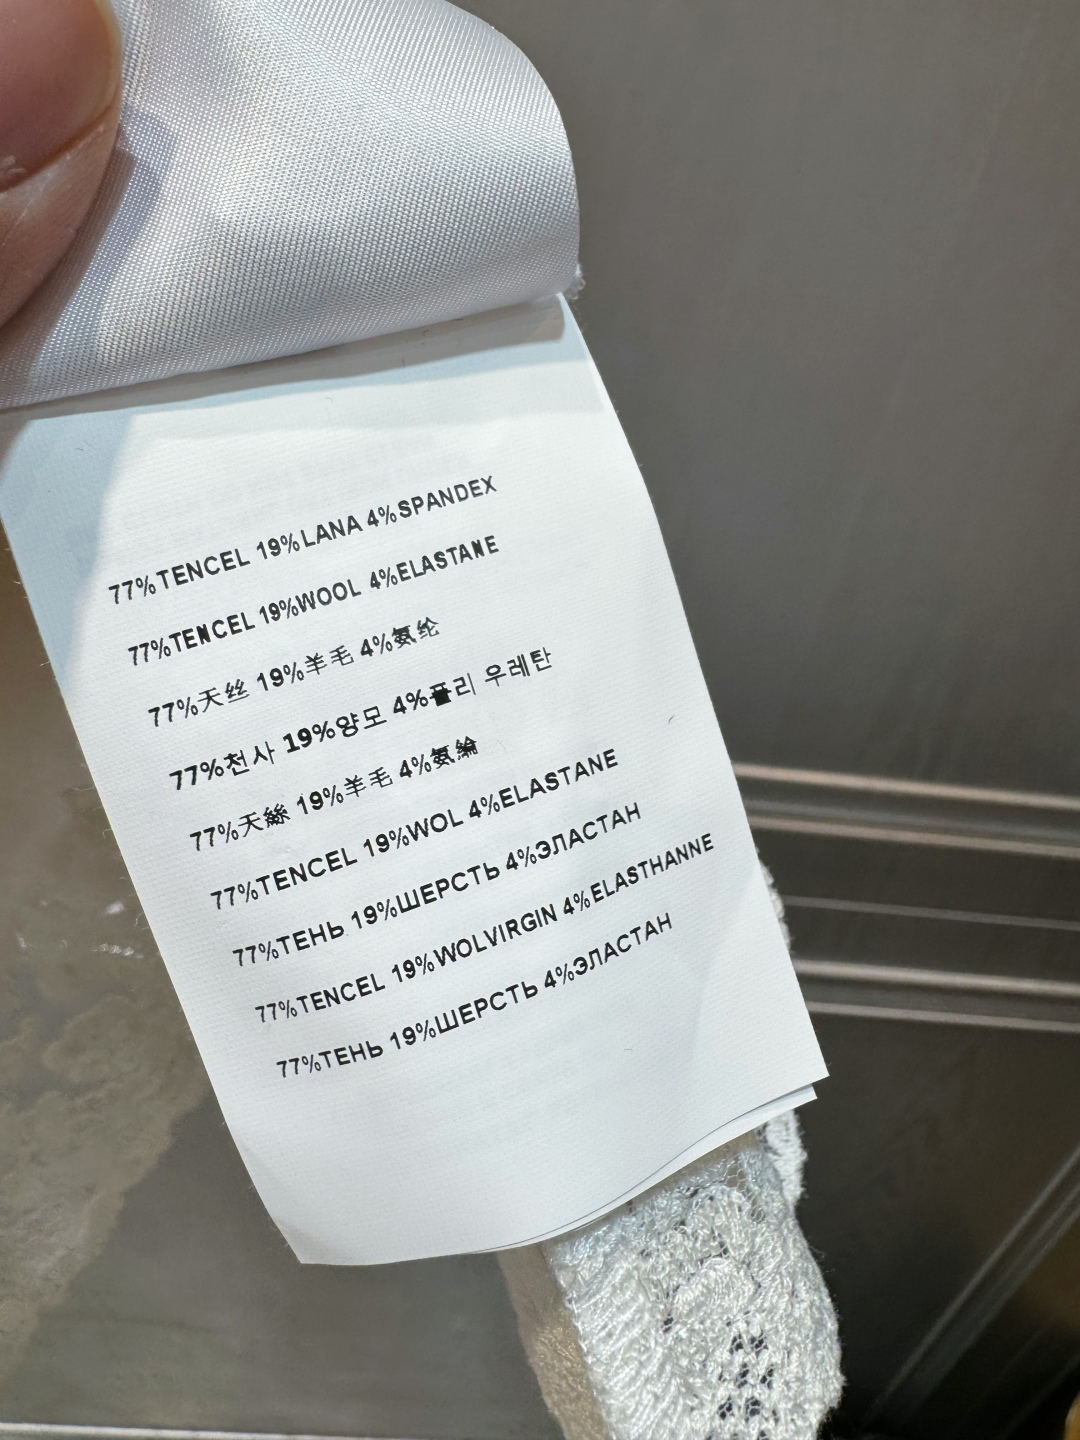 77%TENCEL 19%LANA 4%SPANDEX
77%TENCEL 19%WOOL 4%ELASTANE
77%天丝 19%羊毛 4%氨纶
77%천사 19%양모 4%폴리 우레탄
77%天絲 19%羊毛 4%氨綸
77%TENCEL 19%WOL 4%ELASTANE
77%ТЕНЬ 19%ШЕРСТЬ 4%ЭЛАСТАН
77%TENCEL 19%WOLVIRGIN 4%ELASTHANNE
77%ТЕНЬ 19%ШЕРСТЬ 4%ЭЛАСТАН